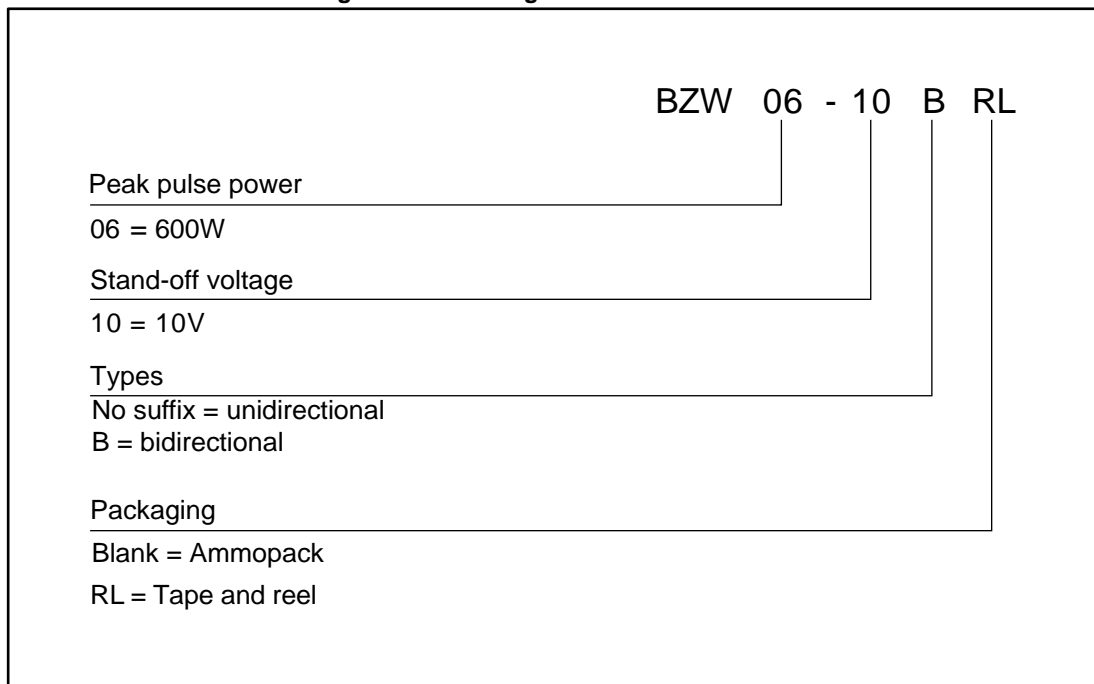 BZW 06 - 10 B RL
Peak pulse power
06 = 600W
Stand-off voltage
10 = 10V
Types
No suffix = unidirectional
B = bidirectional
Packaging
Blank = Ammopack
RL = Tape and reel